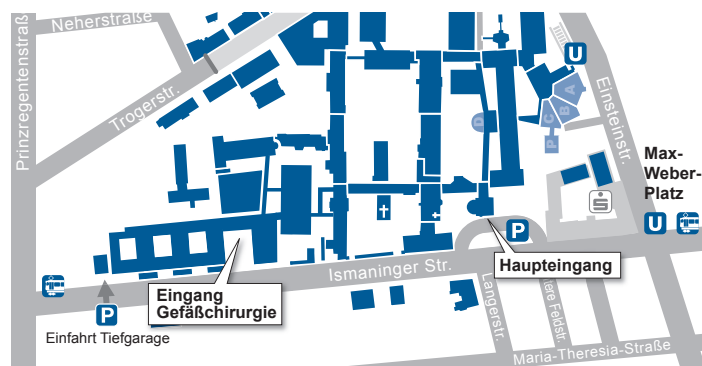 Neherstraße
Prinzregentenstraß
Trogerstr.
U
A
B
C
P
P
Einsteinstr.
Max-
Weber-
Platz
U
P
Haupteingang
Ismaninger Str.
Eingang
Gefäßchirurgie
P
Einfahrt Tiefgarage
Langerstr.
ere Feldstr.
Maria-Theresia-Straße